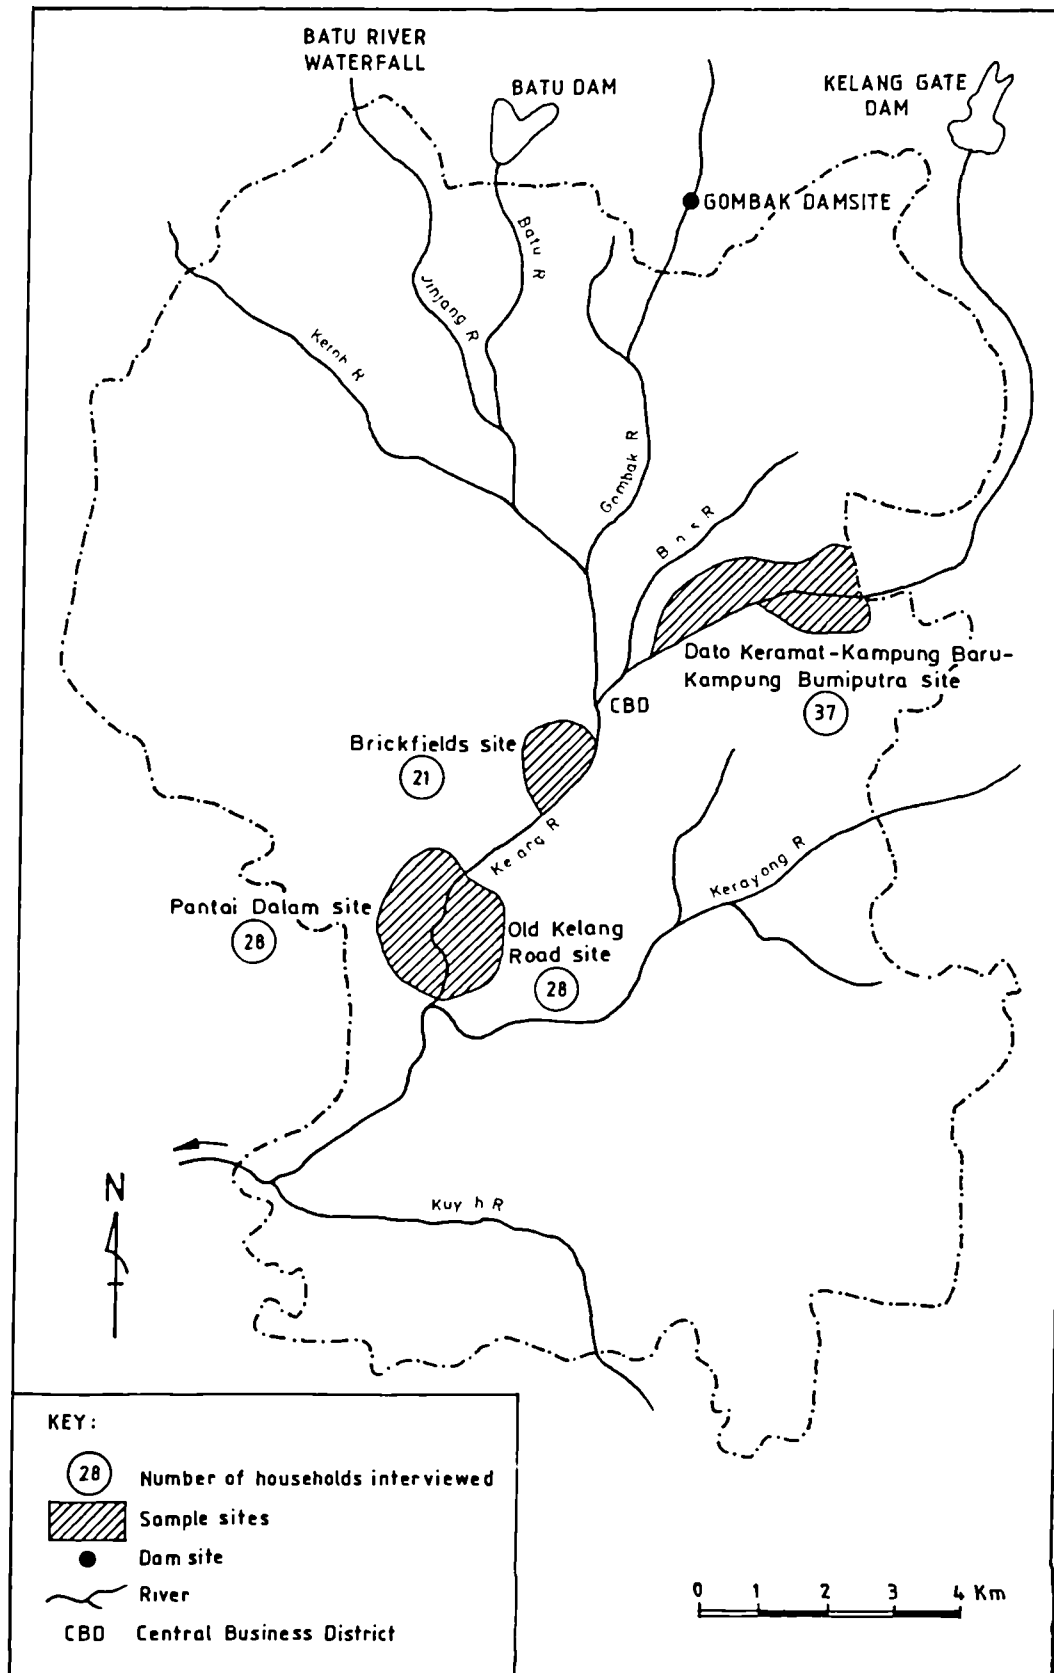 BATU RIVER
WATERFALL
BATU DAM
KELANG GATE
DAM
GOMBAK DAMSITE
Batu R
Jinjang R
R
Gombak R
R
Dato Keramat-Kampung Baru-
Kampung Bumiputra site
37
CBD
Brickfields site
21
R
Kerayong R
Pantai Dalam site
28
Old Kelang
Road site
28
N
R
KEY:
28 Number of households interviewed
Sample sites
Dam site
River
CBD Central Business District
0 1 2 3 4 Km